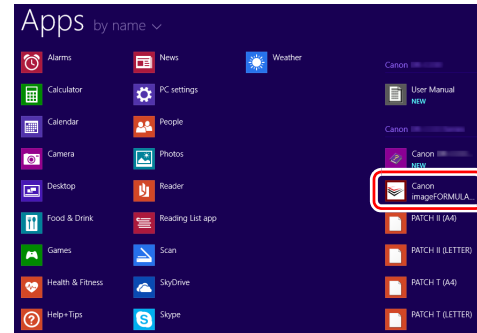 Apps by name
Alarms
Calculator
Calendar
Camera
Desktop
Food & Drink
Games
Health & Fitness
Help+Tips
News
PC settings
People
Photos
Reader
Reading List app
Scan
SkyDrive
Skype
Weather
Canon
User Manual
NEW
Canon
Canon
NEW
Canon
imageFORMULA...
PATCH II (A4)
PATCH II (LETTER)
PATCH T (A4)
PATCH T (LETTER)